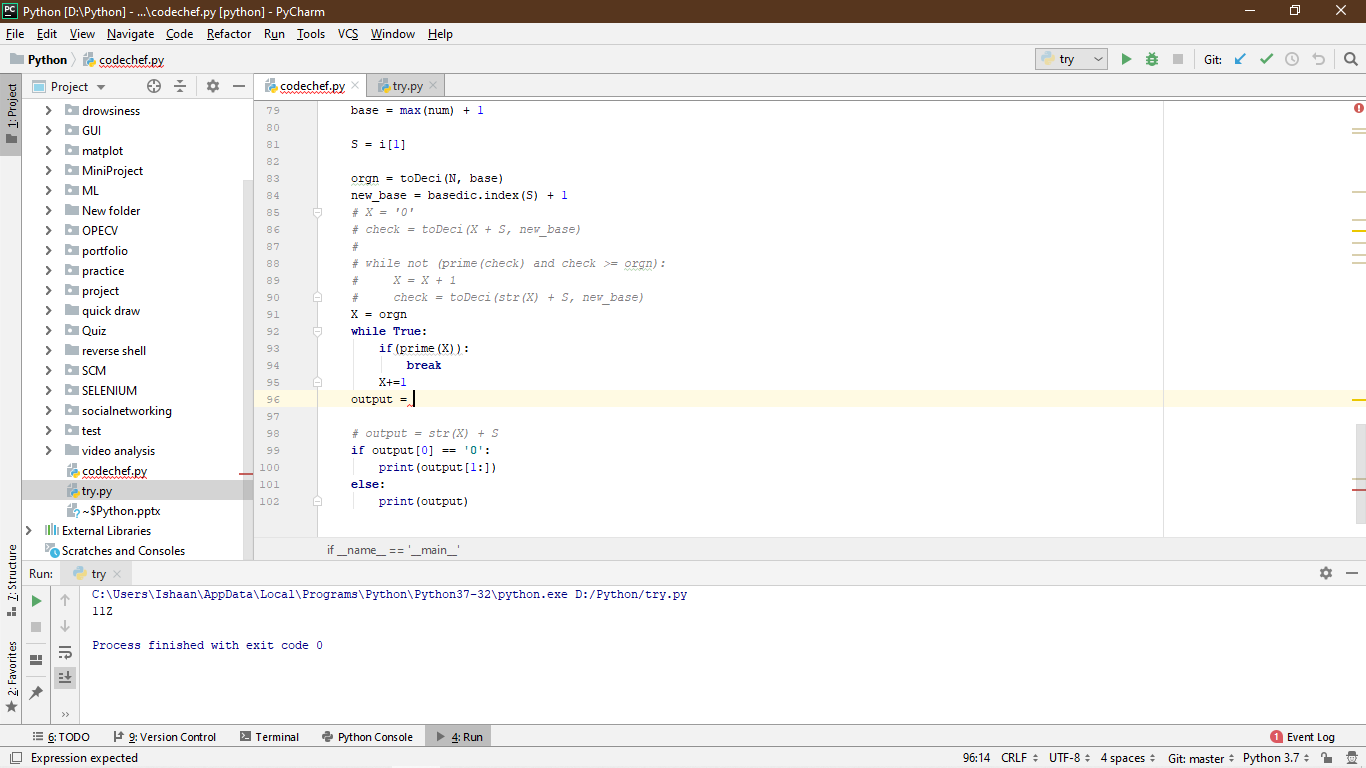 Python [D:\Python] - ...\codechef.py [python] - PyCharm
File Edit View Navigate Code Refactor Run Tools VCS Window Help
Python codechef.py try Git:
1: Project
Project
codechef.py try.py
drowsiness
GUI
matplot
MiniProject
ML
New folder
OPECV
portfolio
practice
project
quick draw
Quiz
reverse shell
SCM
SELENIUM
socialnetworking
test
video analysis
codechef.py
try.py
~$Python.pptx
External Libraries
Scratches and Consoles
79 base = max(num) + 1
80
81 S = i[1]
82
83 orgn = toDeci(N, base)
84 new_base = basedic.index(S) + 1
85 # X = '0'
86 # check = toDeci(X + S, new_base)
87 #
88 # while not (prime(check) and check >= orgn):
89 #     X = X + 1
90 #     check = toDeci(str(X) + S, new_base)
91 X = orgn
92 while True:
93     if(prime(X)):
94         break
95     X+=1
96 output =
97
98 # output = str(X) + S
99 if output[0] == '0':
100     print(output[1:])
101 else:
102     print(output)
if __name__ == '__main__'
7: Structure
2: Favorites
Run: try
C:\Users\Ishaan\AppData\Local\Programs\Python\Python37-32\python.exe D:/Python/try.py
11Z
Process finished with exit code 0
6: TODO 9: Version Control Terminal Python Console 4: Run 1 Event Log
Expression expected 96:14 CRLF UTF-8 4 spaces Git: master Python 3.7